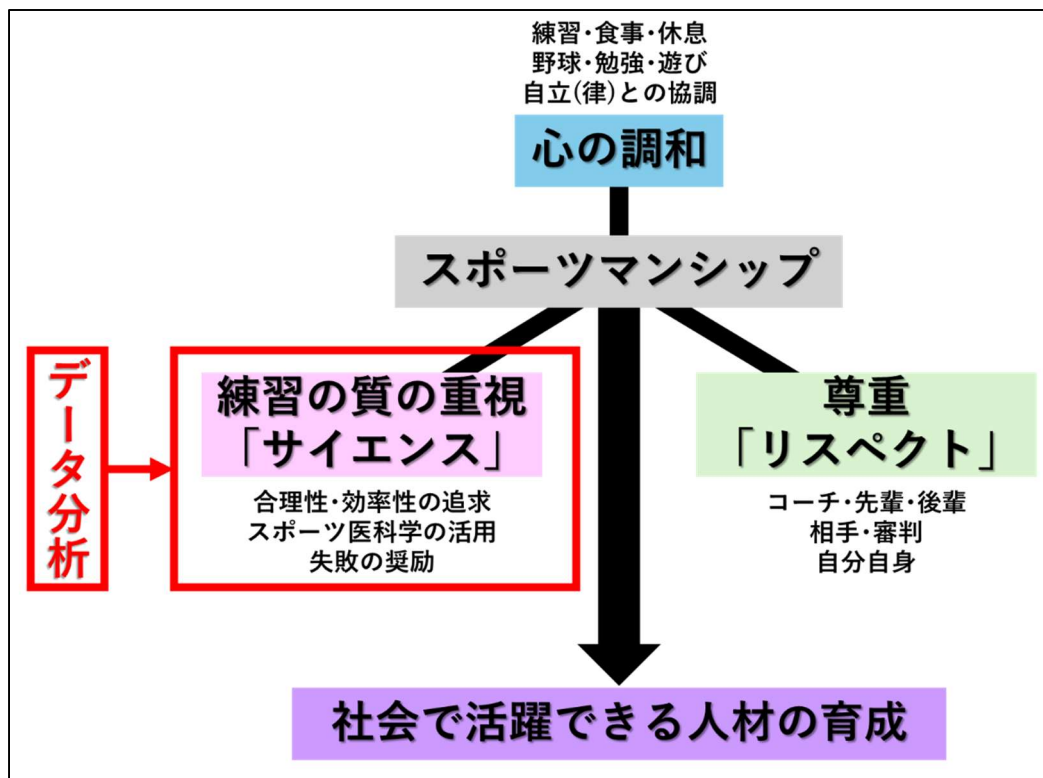 練習・食事・休息
野球・勉強・遊び
自立(律)との協調
心の調和
スポーツマンシップ
データ分析
練習の質の重視
「サイエンス」
合理性・効率性の追求
スポーツ医科学の活用
失敗の奨励
尊重
「リスペクト」
コーチ・先輩・後輩
相手・審判
自分自身
社会で活躍できる人材の育成